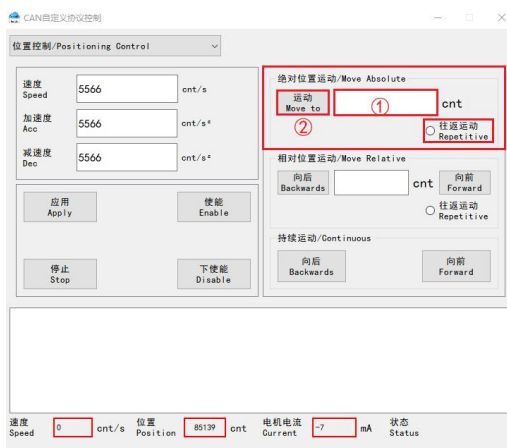 CAN自定义协议控制
位置控制/Positioning Control
速度
Speed
5566
cnt/s
加速度
Acc
5566
cnt/s²
减速度
Dec
5566
cnt/s²
应用
Apply
使能
Enable
停止
Stop
下使能
Disable
绝对位置运动/Move Absolute
运动
Move to
①
cnt
②
往返运动
Repetitive
相对位置运动/Move Relative
向后
Backwards
cnt
向前
Forward
往返运动
Repetitive
持续运动/Continuous
向后
Backwards
向前
Forward
速度
Speed
0
cnt/s
位置
Position
85139
cnt
电机电流
Current
-7
mA
状态
Status